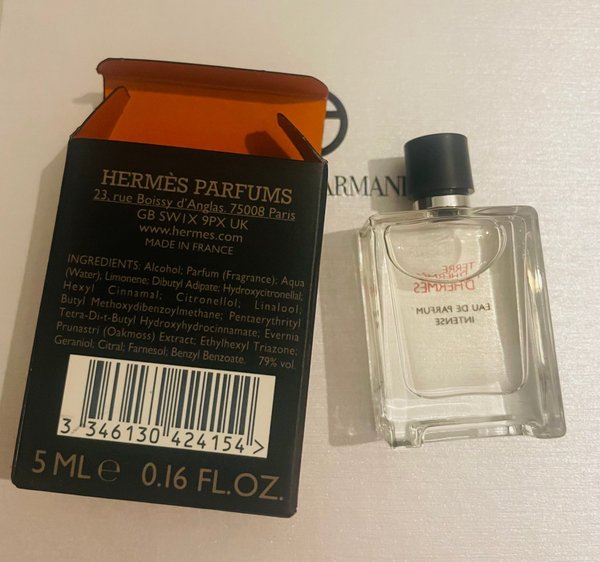 HERMÈS PARFUMS
23, rue Boissy d'Anglas, 75008 Paris
GB SW1X 9PX UK
www.hermes.com
MADE IN FRANCE
INGREDIENTS: Alcohol; Parfum (Fragrance); Aqua
(Water); Limonene; Dibutyl Adipate; Hydroxycitronellal;
Hexyl Cinnamal; Citronellol; Linalool;
Butyl Methoxydibenzoylmethane; Pentaerythrityl
Tetra-Di-t-Butyl Hydroxyhydrocinnamate; Evernia
Prunastri (Oakmoss) Extract; Ethylhexyl Triazone;
Geraniol; Citral; Farnesol; Benzyl Benzoate. 79% vol.
3 346130 424154 >
5 ML ℮ 0.16 FL.OZ.
ARMANI
TERRE
D'HERMÈS
EAU DE PARFUM
INTENSE